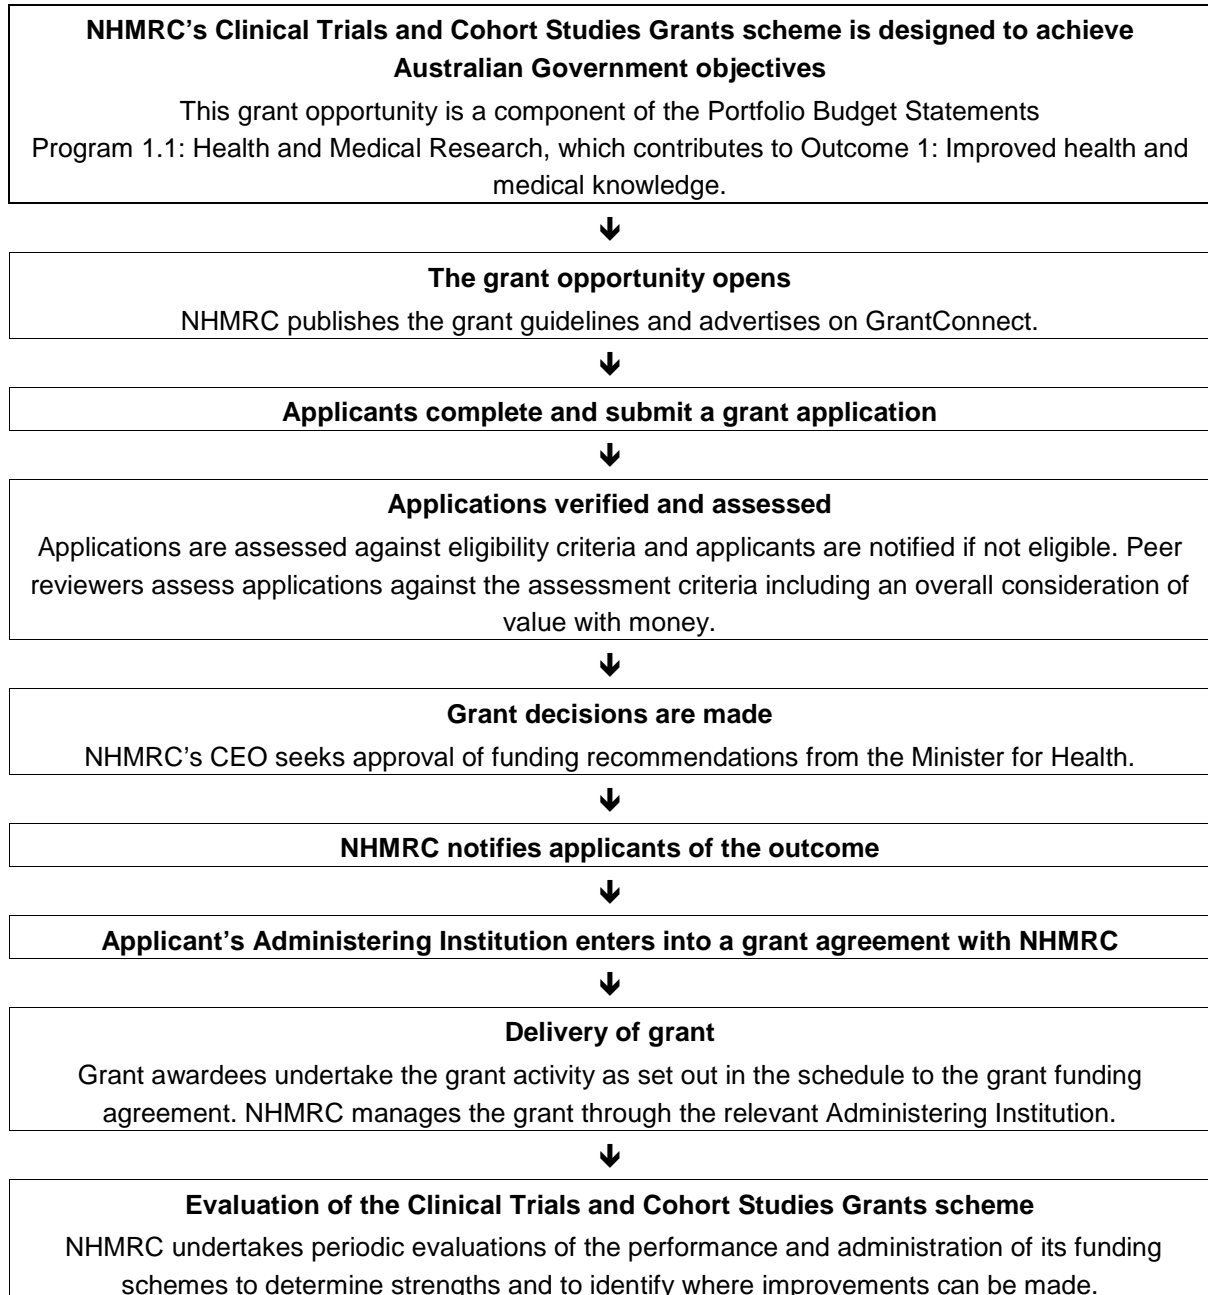 NHMRC's Clinical Trials and Cohort Studies Grants scheme is designed to achieve
Australian Government objectives
This grant opportunity is a component of the Portfolio Budget Statements
Program 1.1: Health and Medical Research, which contributes to Outcome 1: Improved health and
medical knowledge.
🡻
The grant opportunity opens
NHMRC publishes the grant guidelines and advertises on GrantConnect.
🡻
Applicants complete and submit a grant application
🡻
Applications verified and assessed
Applications are assessed against eligibility criteria and applicants are notified if not eligible. Peer
reviewers assess applications against the assessment criteria including an overall consideration of
value with money.
🡻
Grant decisions are made
NHMRC's CEO seeks approval of funding recommendations from the Minister for Health.
🡻
NHMRC notifies applicants of the outcome
🡻
Applicant's Administering Institution enters into a grant agreement with NHMRC
🡻
Delivery of grant
Grant awardees undertake the grant activity as set out in the schedule to the grant funding
agreement. NHMRC manages the grant through the relevant Administering Institution.
🡻
Evaluation of the Clinical Trials and Cohort Studies Grants scheme
NHMRC undertakes periodic evaluations of the performance and administration of its funding
schemes to determine strengths and to identify where improvements can be made.